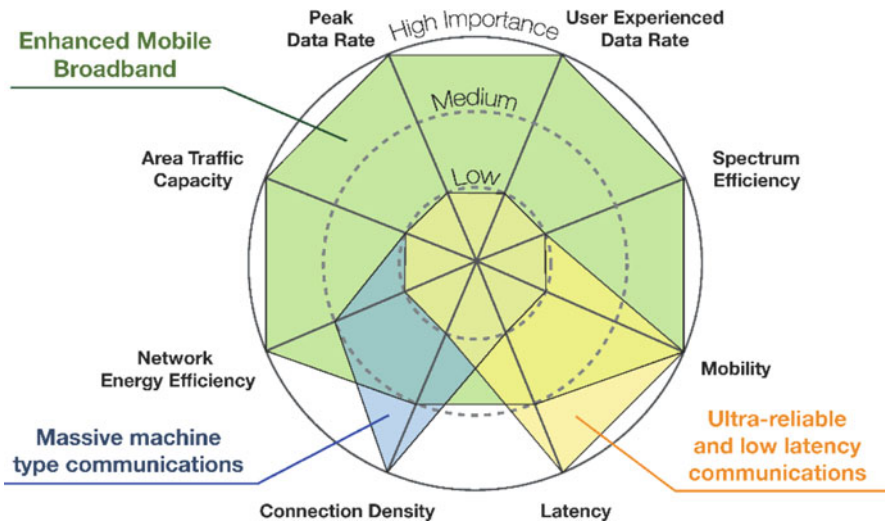 Peak
Data Rate
High Importance
User Experienced
Data Rate
Enhanced Mobile
Broadband
Medium
Area Traffic
Capacity
Low
Spectrum
Efficiency
Network
Energy Efficiency
Mobility
Massive machine
type communications
Ultra-reliable
and low latency
communications
Connection Density
Latency